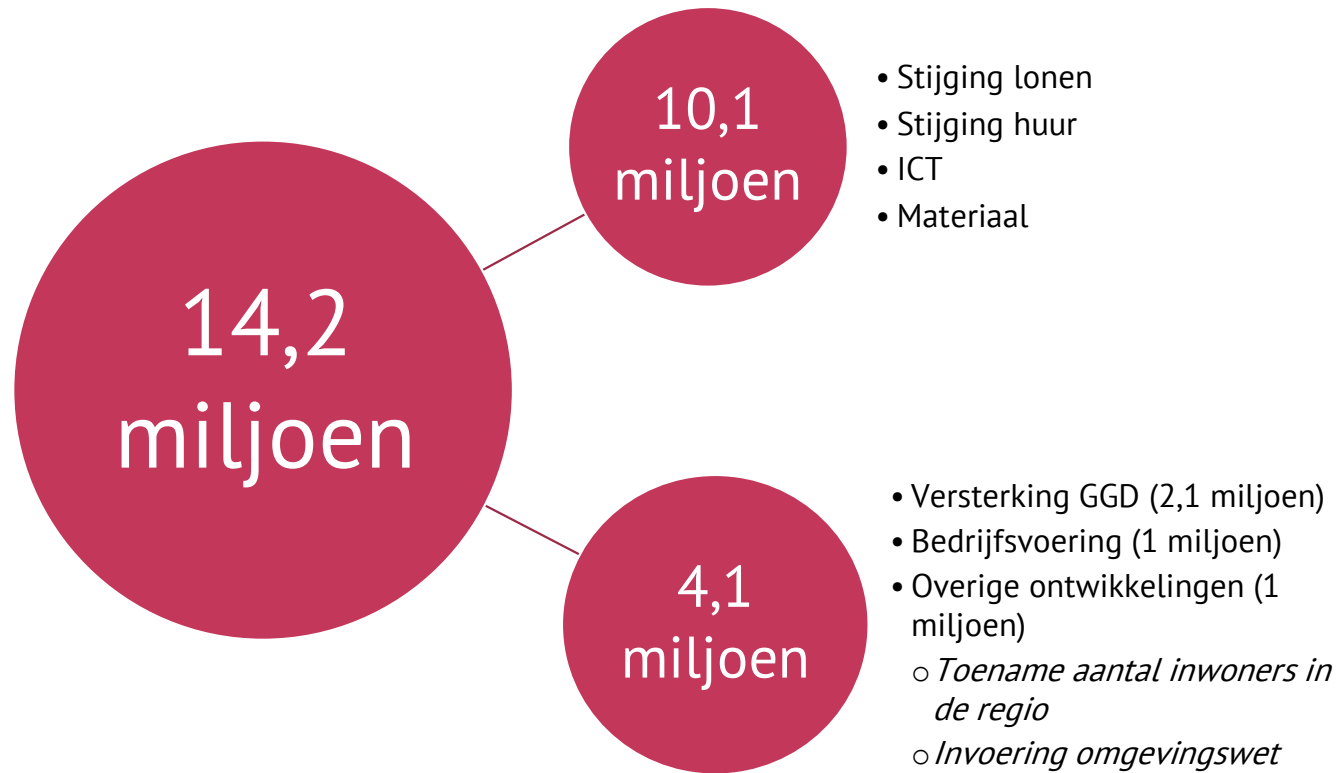 14,2
miljoen
10,1
miljoen
• Stijging lonen
• Stijging huur
• ICT
• Materiaal
4,1
miljoen
• Versterking GGD (2,1 miljoen)
• Bedrijfsvoering (1 miljoen)
• Overige ontwikkelingen (1
miljoen)
o Toename aantal inwoners in
de regio
o Invoering omgevingswet